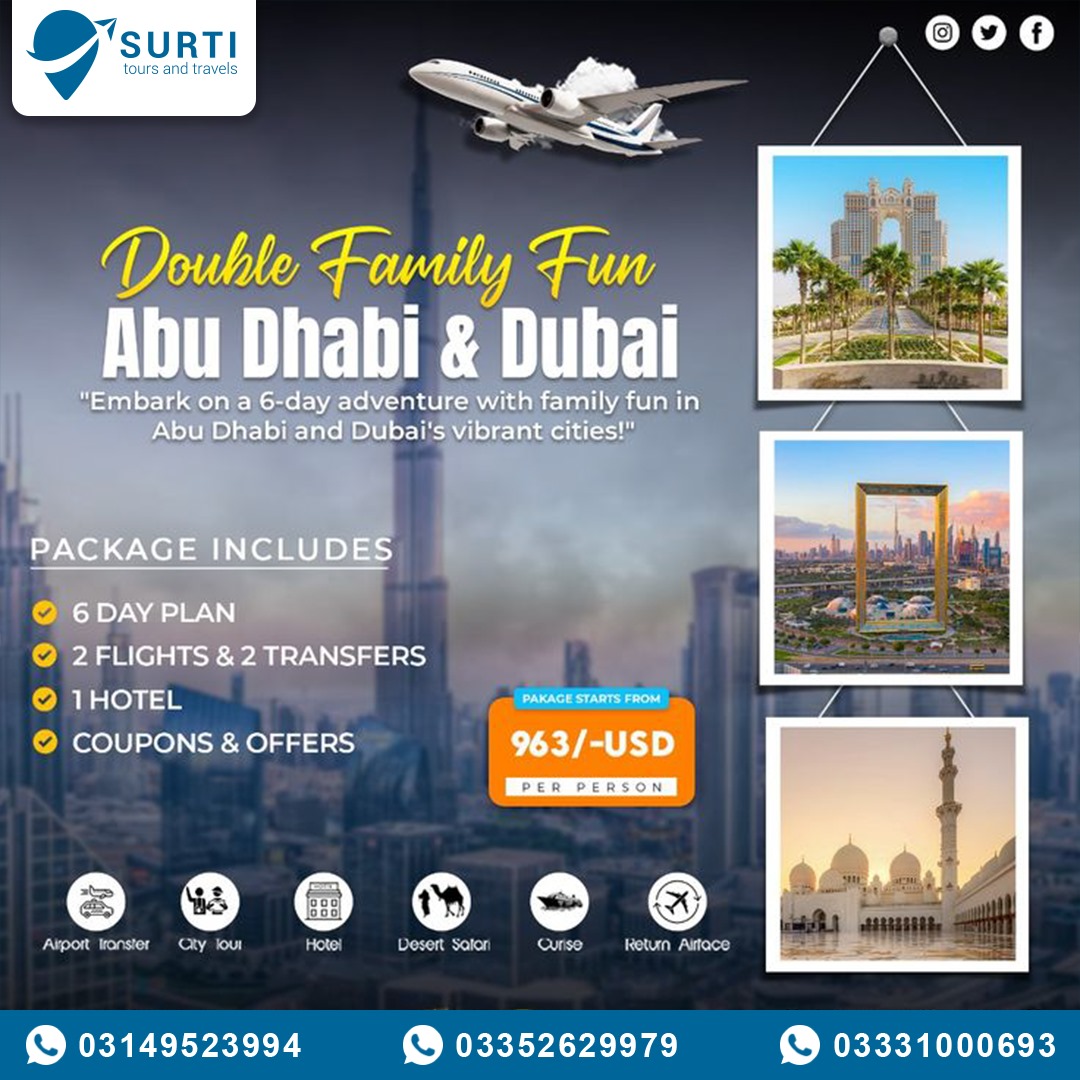 SURTI
tours and travels
Double Family Fun
Abu Dhabi & Dubai
"Embark on a 6-day adventure with family fun in
Abu Dhabi and Dubai's vibrant cities!"
PACKAGE INCLUDES
6 DAY PLAN
2 FLIGHTS & 2 TRANSFERS
1 HOTEL
COUPONS & OFFERS
PAKAGE STARTS FROM
963/-USD
PER PERSON
Airport Transfer
City Tour
Hotel
Desert Safari
Curise
Return Airface
03149523994
03352629979
03331000693